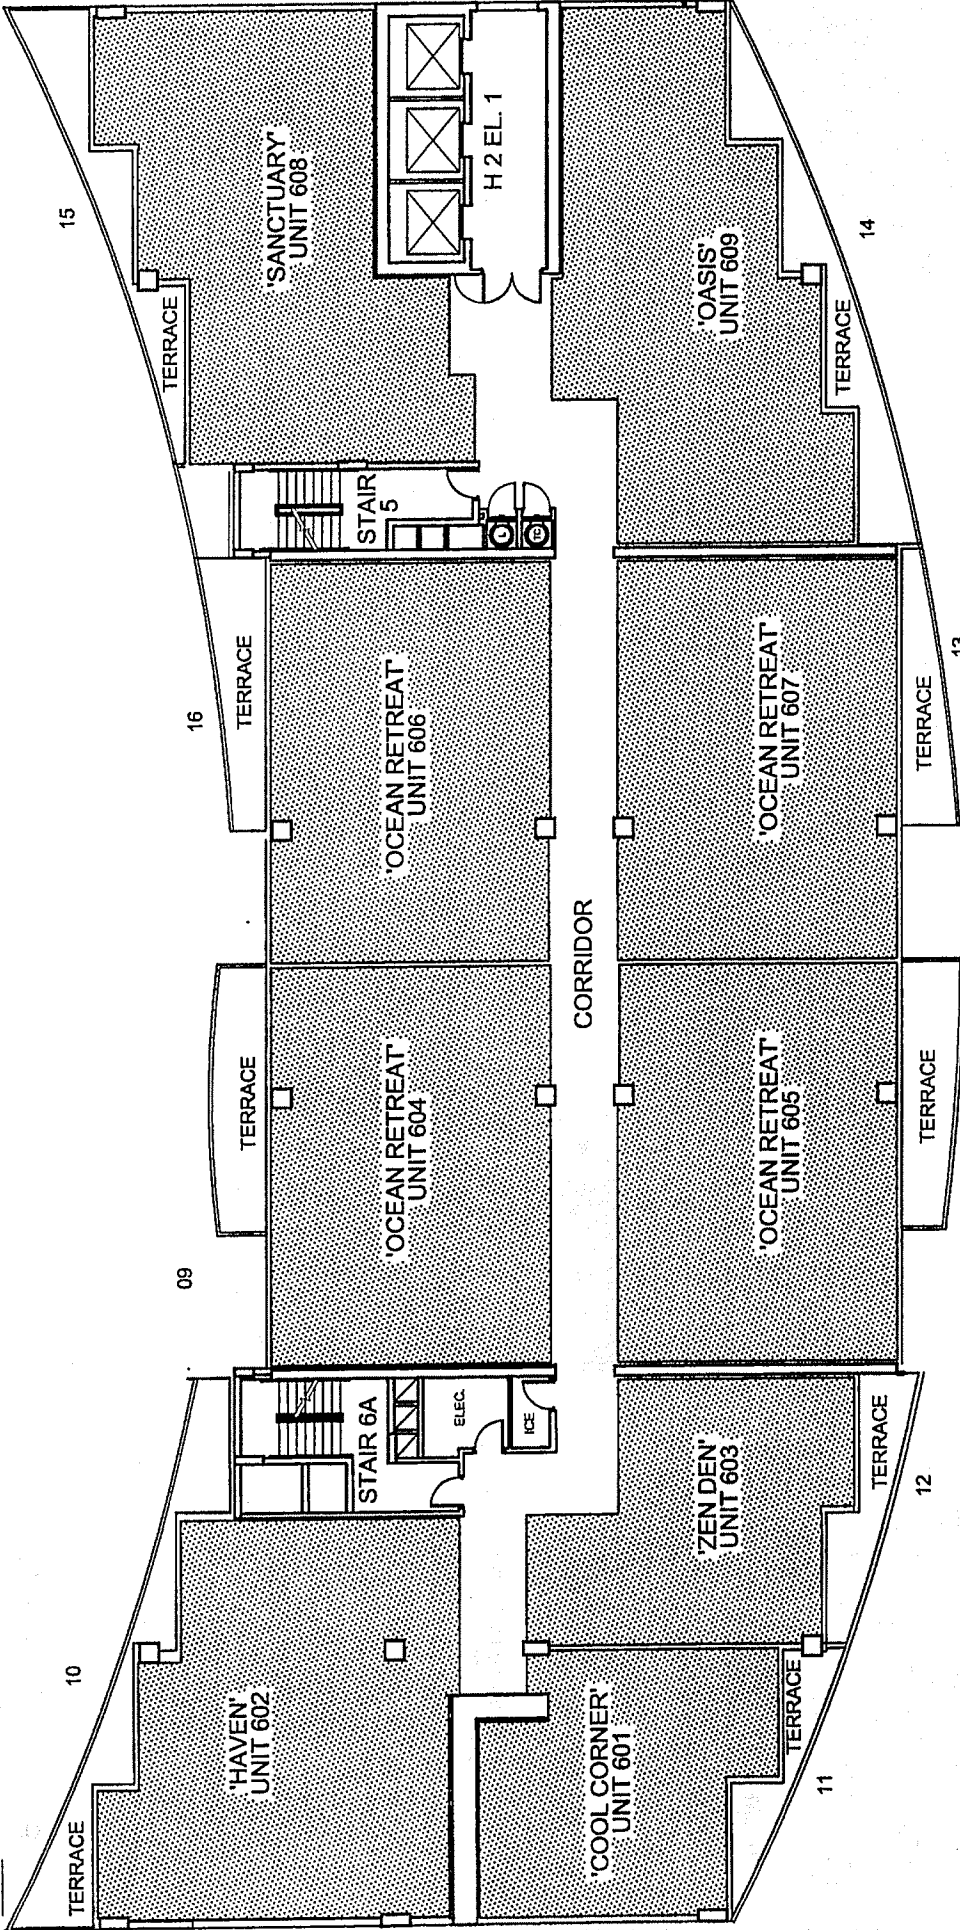 15
TERRACE
'SANCTUARY'
UNIT 608
H 2 EL. 1
14
'OASIS'
UNIT 609
TERRACE
STAIR
5
L
TC
16
TERRACE
'OCEAN RETREAT'
UNIT 606
'OCEAN RETREAT'
UNIT 607
TERRACE
13
CORRIDOR
09
TERRACE
'OCEAN RETREAT'
UNIT 604
'OCEAN RETREAT'
UNIT 605
TERRACE
STAIR 6A
ELEC.
ICE
'ZEN DEN'
UNIT 603
TERRACE
12
10
TERRACE
'HAVEN'
UNIT 602
'COOL CORNER'
UNIT 601
TERRACE
11